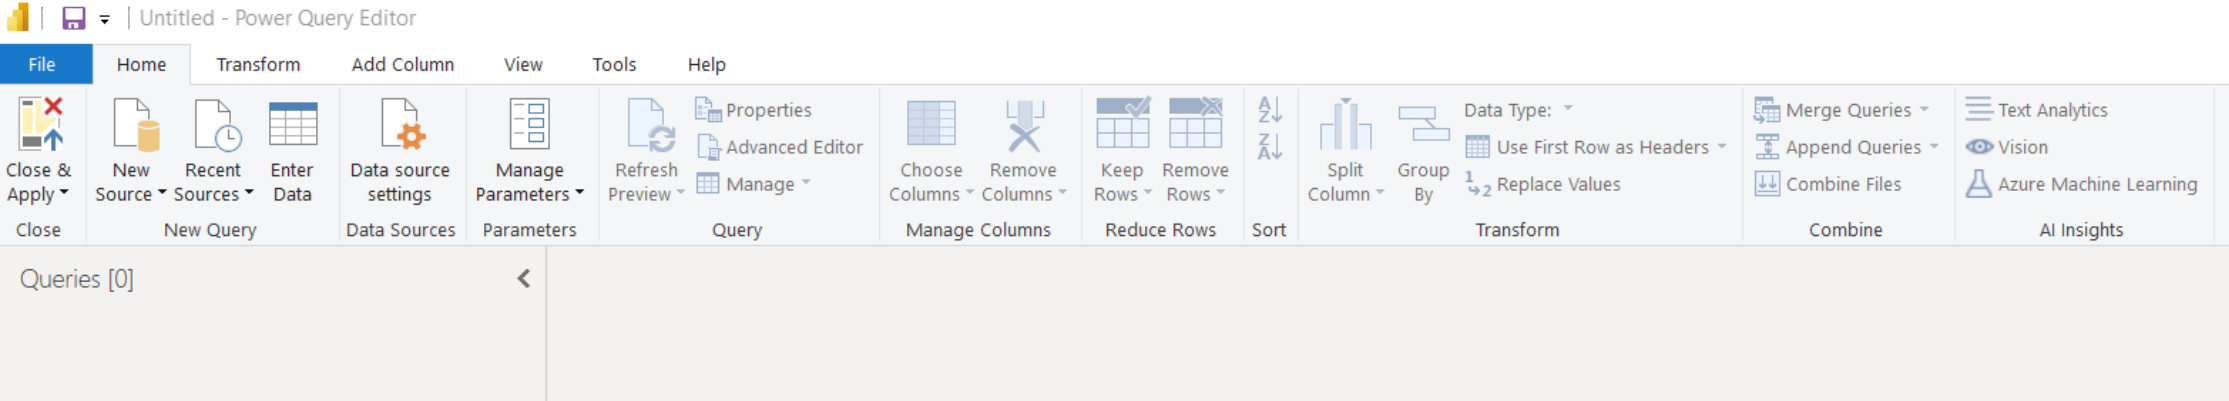 Untitled - Power Query Editor
File Home Transform Add Column View Tools Help
Close & Apply
Close
New Source
Recent Sources
Enter Data
New Query
Data source settings
Data Sources
Manage Parameters
Parameters
Refresh Preview
Properties
Advanced Editor
Manage
Query
Choose Columns
Remove Columns
Manage Columns
Keep Rows
Remove Rows
Reduce Rows
A Z
Z A
Sort
Split Column
Group By
Data Type:
Use First Row as Headers
1 2 Replace Values
Transform
Merge Queries
Append Queries
Combine Files
Combine
Text Analytics
Vision
Azure Machine Learning
AI Insights
Queries [0]